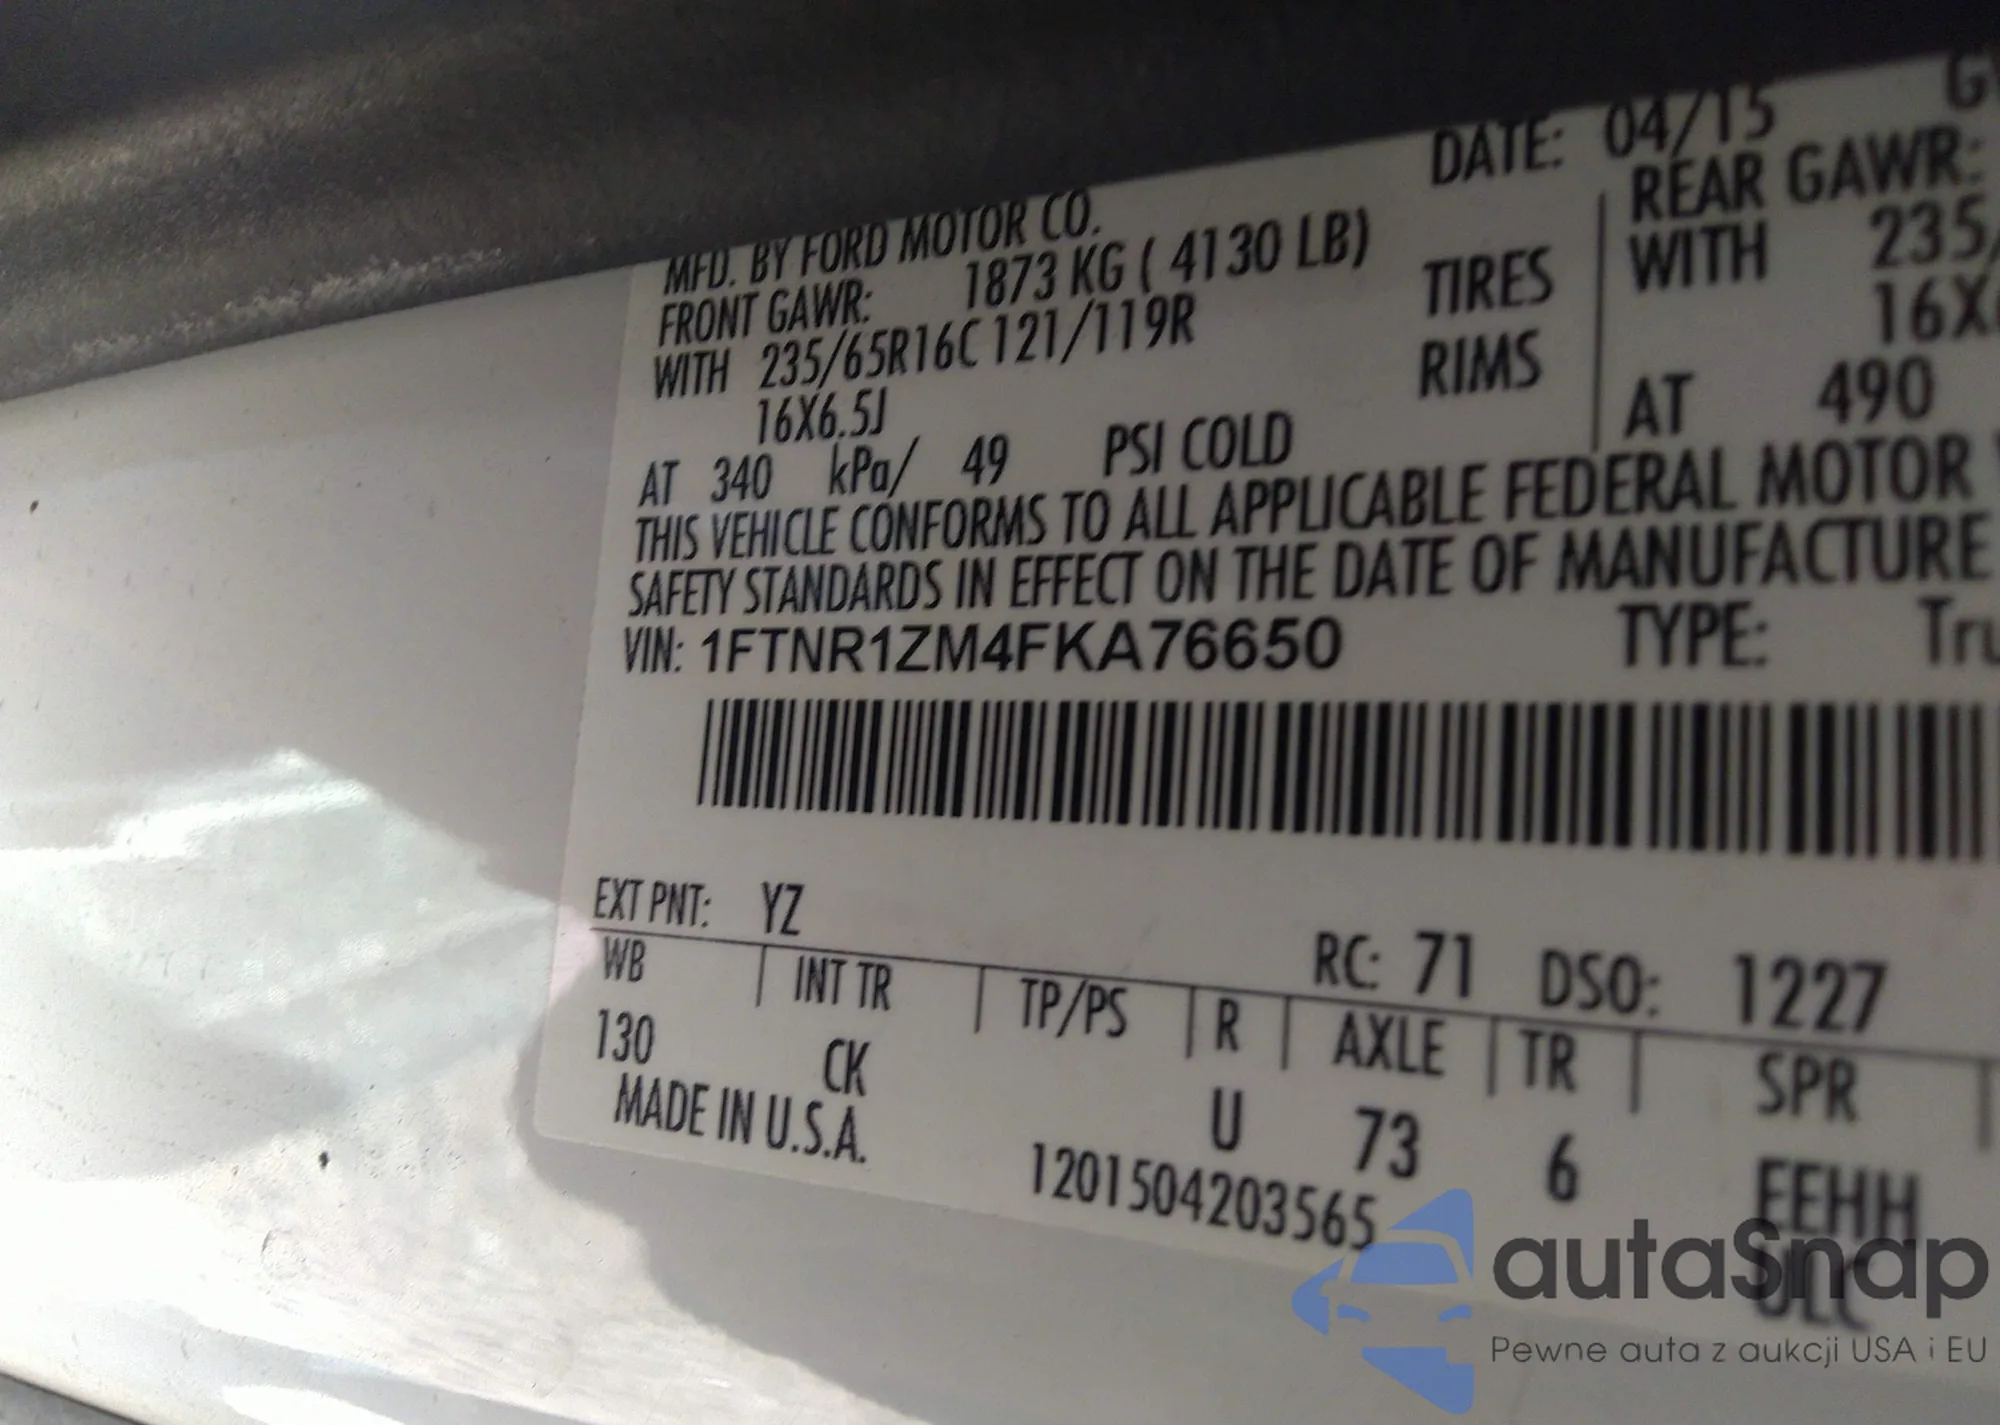 DATE: 04/15
MFD. BY FORD MOTOR CO.
FRONT GAWR: 1873 KG ( 4130 LB)
REAR GAWR:
WITH 235/65R16C 121/119R
TIRES
WITH 235/
16X6.5J
RIMS
16X
AT 340 kPa/ 49 PSI COLD
AT 490
THIS VEHICLE CONFORMS TO ALL APPLICABLE FEDERAL MOTOR
SAFETY STANDARDS IN EFFECT ON THE DATE OF MANUFACTURE
VIN: 1FTNR1ZM4FKA76650
TYPE: Tru
EXT PNT: YZ
RC: 71 DSO: 1227
WB INT TR TP/PS R AXLE TR SPR
130 CK U 73 6 EEHH
MADE IN U.S.A.
1201504203565
autaSnap
Pewne auta z aukcji USA i EU